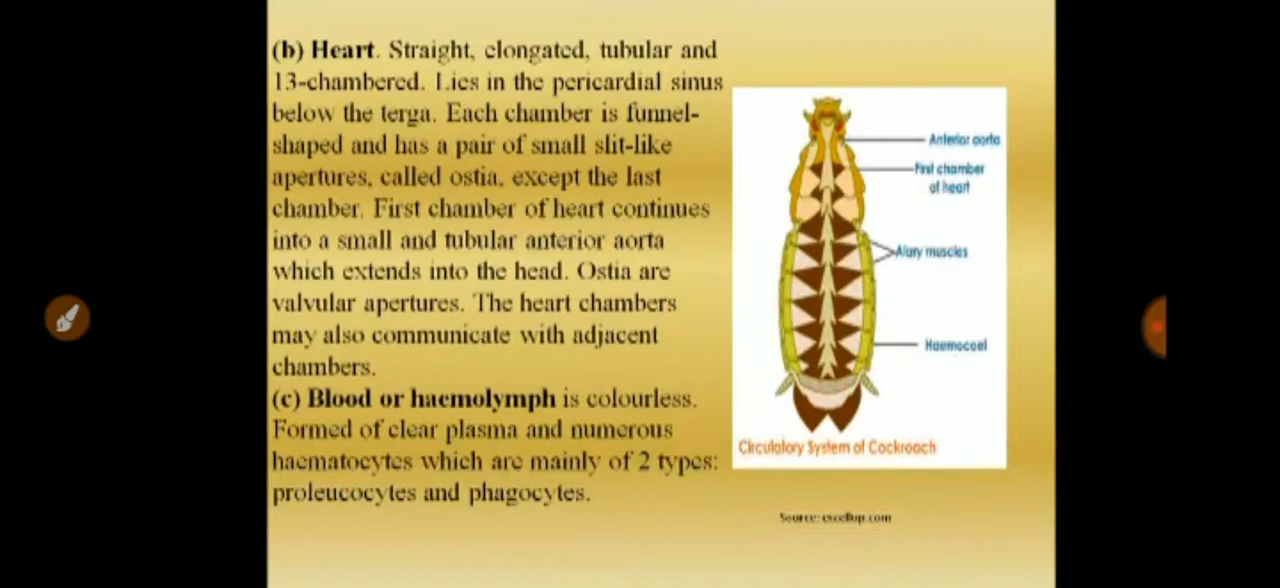 (b) Heart. Straight, elongated, tubular and
13-chambered. Lies in the pericardial sinus
below the terga. Each chamber is funnel-
shaped and has a pair of small slit-like
apertures, called ostia, except the last
chamber. First chamber of heart continues
into a small and tubular anterior aorta
which extends into the head. Ostia are
valvular apertures. The heart chambers
may also communicate with adjacent
chambers.
(c) Blood or haemolymph is colourless.
Formed of clear plasma and numerous
haematocytes which are mainly of 2 types:
proleucocytes and phagocytes.
Anterior aorta
First chamber
of heart
Alary muscles
Haemocoel
Circulatory System of Cockroach
Source: excellup.com